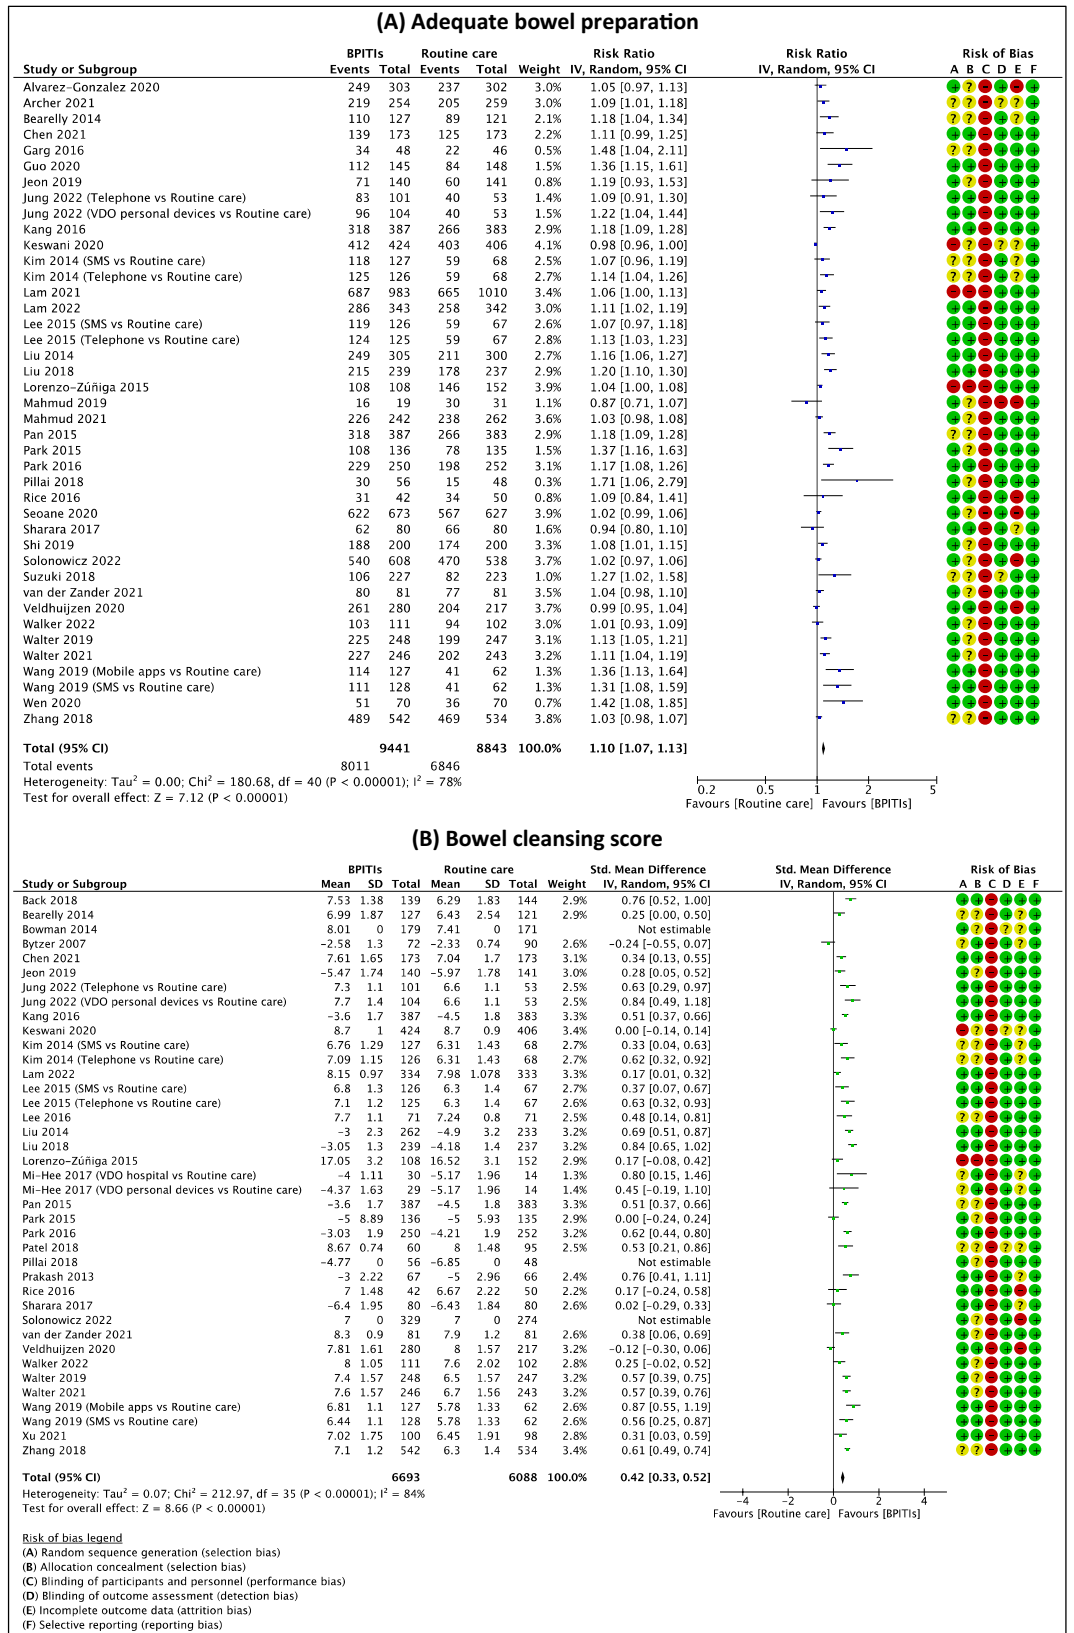 (A) Adequate bowel preparation
BPITIs Routine care Risk Ratio Risk Ratio Risk of Bias
Study or Subgroup Events Total Events Total Weight IV, Random, 95% CI IV, Random, 95% CI A B C D E F
Alvarez-Gonzalez 2020 249 303 237 302 3.0% 1.05 [0.97, 1.13] + ? - + - +
Archer 2021 219 254 205 259 3.0% 1.09 [1.01, 1.18] ? ? - ? ? +
Bearelly 2014 110 127 89 121 2.1% 1.18 [1.04, 1.34] ? ? - + ? +
Chen 2021 139 173 125 173 2.2% 1.11 [0.99, 1.25] + + - + + +
Garg 2016 34 48 22 46 0.5% 1.48 [1.04, 2.11] ? ? - + + +
Guo 2020 112 145 84 148 1.5% 1.36 [1.15, 1.61] + + - + + +
Jeon 2019 71 140 60 141 0.8% 1.19 [0.93, 1.53] + ? - + + +
Jung 2022 (Telephone vs Routine care) 83 101 40 53 1.4% 1.09 [0.91, 1.30] + + - + + +
Jung 2022 (VDO personal devices vs Routine care) 96 104 40 53 1.5% 1.22 [1.04, 1.44] + + - + + +
Kang 2016 318 387 266 383 2.9% 1.18 [1.09, 1.28] + + - + + +
Keswani 2020 412 424 403 406 4.1% 0.98 [0.96, 1.00] - ? - ? ? +
Kim 2014 (SMS vs Routine care) 118 127 59 68 2.3% 1.07 [0.96, 1.19] ? ? - + ? +
Kim 2014 (Telephone vs Routine care) 125 126 59 68 2.5% 1.14 [1.04, 1.26] ? ? - + ? +
Lam 2021 687 983 665 1010 3.4% 1.06 [1.00, 1.13] - - - + + +
Lam 2022 286 343 258 342 3.0% 1.11 [1.02, 1.19] + + - + + +
Lee 2015 (SMS vs Routine care) 119 126 59 67 2.6% 1.07 [0.97, 1.18] + + - + + +
Lee 2015 (Telephone vs Routine care) 124 125 59 67 2.7% 1.13 [1.03, 1.23] + + - + + +
Liu 2014 249 305 211 300 2.7% 1.16 [1.06, 1.27] + + - + + +
Liu 2018 215 239 178 237 2.8% 1.20 [1.10, 1.30] + + - + + +
Lorenzo-Zúñiga 2015 108 108 146 152 3.9% 1.04 [1.00, 1.08] - - - + + +
Mahmud 2019 16 19 30 31 1.1% 0.87 [0.71, 1.07] + ? - - - +
Mahmud 2021 226 242 238 262 3.6% 1.03 [0.98, 1.08] + ? - + + +
Pan 2015 318 387 266 383 2.9% 1.18 [1.09, 1.28] ? ? - + + +
Park 2015 108 136 78 135 1.5% 1.37 [1.16, 1.63] + ? - + + +
Park 2016 229 250 198 252 3.0% 1.17 [1.08, 1.26] + + - + + +
Pillai 2018 30 56 15 48 0.3% 1.71 [1.06, 2.79] + ? - + + +
Rice 2016 31 42 34 50 0.8% 1.09 [0.84, 1.41] + + - + - +
Seoane 2020 622 673 567 627 3.9% 1.02 [0.99, 1.06] + ? - + - +
Sharara 2017 62 80 66 80 1.6% 0.94 [0.80, 1.10] + + - + ? +
Shi 2019 188 200 174 200 3.3% 1.08 [1.01, 1.15] + ? - + + +
Solonowicz 2022 540 608 470 538 3.7% 1.02 [0.97, 1.06] + ? - + - +
Suzuki 2018 106 227 82 223 1.0% 1.27 [1.02, 1.58] ? ? - ? + +
van der Zander 2021 80 81 77 81 3.4% 1.04 [0.98, 1.10] + ? - + + +
Veldhuijzen 2020 261 280 204 217 3.7% 0.99 [0.95, 1.04] + + - + - +
Walker 2022 103 111 94 102 3.0% 1.01 [0.93, 1.09] + ? - + + +
Walter 2019 225 248 199 247 3.1% 1.13 [1.05, 1.21] + ? - + + +
Walter 2021 227 246 202 243 3.2% 1.11 [1.04, 1.19] + ? - + + +
Wang 2019 (Mobile apps vs Routine care) 114 127 41 62 1.3% 1.36 [1.13, 1.64] + + - + + +
Wang 2019 (SMS vs Routine care) 111 128 41 62 1.3% 1.31 [1.08, 1.59] + + - + + +
Wen 2020 51 70 36 70 0.7% 1.42 [1.08, 1.85] + + - + + +
Zhang 2018 489 542 469 534 3.8% 1.03 [0.98, 1.07] ? ? - + + +
Total (95% CI) 9441 8843 100.0% 1.10 [1.07, 1.13]
Total events 8011 6846
Heterogeneity: Tau² = 0.00; Chi² = 180.68, df = 40 (P < 0.00001); I² = 78%
Test for overall effect: Z = 7.12 (P < 0.00001)
0.2 0.5 1 2 5
Favours [Routine care] Favours [BPITIs]
(B) Bowel cleansing score
BPITIs Routine care Std. Mean Difference Std. Mean Difference Risk of Bias
Study or Subgroup Mean SD Total Mean SD Total Weight IV, Random, 95% CI IV, Random, 95% CI A B C D E F
Back 2018 7.53 1.38 139 6.29 1.83 144 2.9% 0.76 [0.52, 1.00] + + - + + +
Bearelly 2014 6.99 1.87 127 6.43 2.54 121 2.9% 0.25 [0.00, 0.50] ? ? - + ? +
Bowman 2014 8.01 0 179 7.41 0 171 Not estimable + + - ? ? +
Bytzer 2007 -2.58 1.3 72 -2.33 0.74 90 2.6% -0.24 [-0.55, 0.07] ? + - + ? +
Chen 2021 7.61 1.65 173 7.04 1.7 173 3.0% 0.34 [0.13, 0.55] + + - + + +
Jeon 2019 -5.47 1.74 140 -5.97 1.78 141 3.0% 0.28 [0.05, 0.52] + ? - + + +
Jung 2022 (Telephone vs Routine care) 7.3 1.1 101 6.6 1.1 53 2.5% 0.63 [0.29, 0.97] + + - + + +
Jung 2022 (VDO personal devices vs Routine care) 7.7 1.4 104 6.6 1.1 53 2.5% 0.84 [0.49, 1.18] + + - + + +
Kang 2016 -3.6 1.7 387 -4.5 1.8 383 3.3% 0.51 [0.37, 0.66] + + - + + +
Keswani 2020 8.7 1 424 8.7 0.9 406 3.4% 0.00 [-0.14, 0.14] - ? - ? ? +
Kim 2014 (SMS vs Routine care) 6.76 1.29 127 6.31 1.43 68 2.7% 0.33 [0.04, 0.63] ? ? - + ? +
Kim 2014 (Telephone vs Routine care) 7.09 1.15 126 6.31 1.43 68 2.7% 0.62 [0.32, 0.92] ? ? - + ? +
Lam 2022 8.15 0.97 334 7.98 1.078 333 3.3% 0.17 [0.01, 0.32] + + - + + +
Lee 2015 (SMS vs Routine care) 6.8 1.3 126 6.3 1.4 67 2.7% 0.37 [0.07, 0.67] + + - + + +
Lee 2015 (Telephone vs Routine care) 7.1 1.2 125 6.3 1.4 67 2.7% 0.63 [0.32, 0.93] + + - + + +
Lee 2016 7.7 1.1 71 7.24 0.8 71 2.5% 0.48 [0.14, 0.81] ? ? - + + +
Liu 2014 -3 2.3 262 -4.9 3.2 233 3.2% 0.69 [0.51, 0.87] + + - + + +
Liu 2018 -3.05 1.3 239 -4.18 1.4 237 3.2% 0.84 [0.65, 1.02] + + - + + +
Lorenzo-Zúñiga 2015 17.05 3.2 108 16.52 3.1 152 2.9% 0.17 [-0.08, 0.42] - - - + + +
Mi-Hee 2017 (VDO hospital vs Routine care) -4 1.11 30 -5.17 1.96 14 1.3% 0.80 [0.15, 1.46] ? + - + ? +
Mi-Hee 2017 (VDO personal devices vs Routine care) -4.37 1.63 29 -5.17 1.96 14 1.4% 0.45 [-0.19, 1.10] ? + - + ? +
Pan 2015 -3.6 1.7 387 -4.5 1.8 383 3.3% 0.51 [0.37, 0.66] ? ? - + + +
Park 2015 -5 8.89 136 -5 5.93 135 2.9% 0.00 [-0.24, 0.24] + ? - + + +
Park 2016 -3.03 1.9 250 -4.21 1.9 252 3.2% 0.62 [0.44, 0.80] + + - + + +
Patel 2018 8.67 0.74 60 8 1.48 95 2.5% 0.53 [0.21, 0.86] ? ? - ? ? +
Pillai 2018 -4.77 0 56 -6.85 0 48 Not estimable + ? - + + +
Prakash 2013 -3 2.22 67 -5 2.96 66 2.4% 0.76 [0.41, 1.11] + + - + ? +
Rice 2016 7 1.48 42 6.67 2.22 50 2.2% 0.17 [-0.24, 0.58] + + - + - +
Sharara 2017 -6.4 1.95 80 -6.43 1.84 80 2.6% 0.02 [-0.29, 0.33] + + - + ? +
Solonowicz 2022 7 0 329 7 0 274 Not estimable + ? - + - +
van der Zander 2021 8.3 0.9 81 7.9 1.2 81 2.6% 0.38 [0.06, 0.69] + ? - + + +
Veldhuijzen 2020 7.81 1.61 280 8 1.57 217 3.2% -0.12 [-0.30, 0.06] + + - + - +
Walker 2022 8 1.05 111 7.6 2.02 102 2.8% 0.25 [-0.02, 0.52] + ? - + + +
Walter 2019 7.4 1.57 248 6.5 1.57 247 3.2% 0.57 [0.39, 0.75] + ? - + + +
Walter 2021 7.6 1.57 246 6.7 1.56 243 3.2% 0.57 [0.39, 0.76] + ? - + + +
Wang 2019 (Mobile apps vs Routine care) 6.81 1.1 127 5.78 1.33 62 2.6% 0.87 [0.55, 1.19] + + - + + +
Wang 2019 (SMS vs Routine care) 6.44 1.1 128 5.78 1.33 62 2.7% 0.56 [0.25, 0.87] + + - + + +
Xu 2021 7.02 1.75 100 6.45 1.91 98 2.8% 0.31 [0.03, 0.59] + + - + + +
Zhang 2018 7.1 1.2 542 6.3 1.4 534 3.4% 0.61 [0.49, 0.74] ? ? - + + +
Total (95% CI) 6693 6088 100.0% 0.42 [0.33, 0.52]
Heterogeneity: Tau² = 0.07; Chi² = 212.97, df = 35 (P < 0.00001); I² = 84%
Test for overall effect: Z = 8.66 (P < 0.00001)
-4 -2 0 2 4
Favours [Routine care] Favours [BPITIs]
Risk of bias legend
(A) Random sequence generation (selection bias)
(B) Allocation concealment (selection bias)
(C) Blinding of participants and personnel (performance bias)
(D) Blinding of outcome assessment (detection bias)
(E) Incomplete outcome data (attrition bias)
(F) Selective reporting (reporting bias)